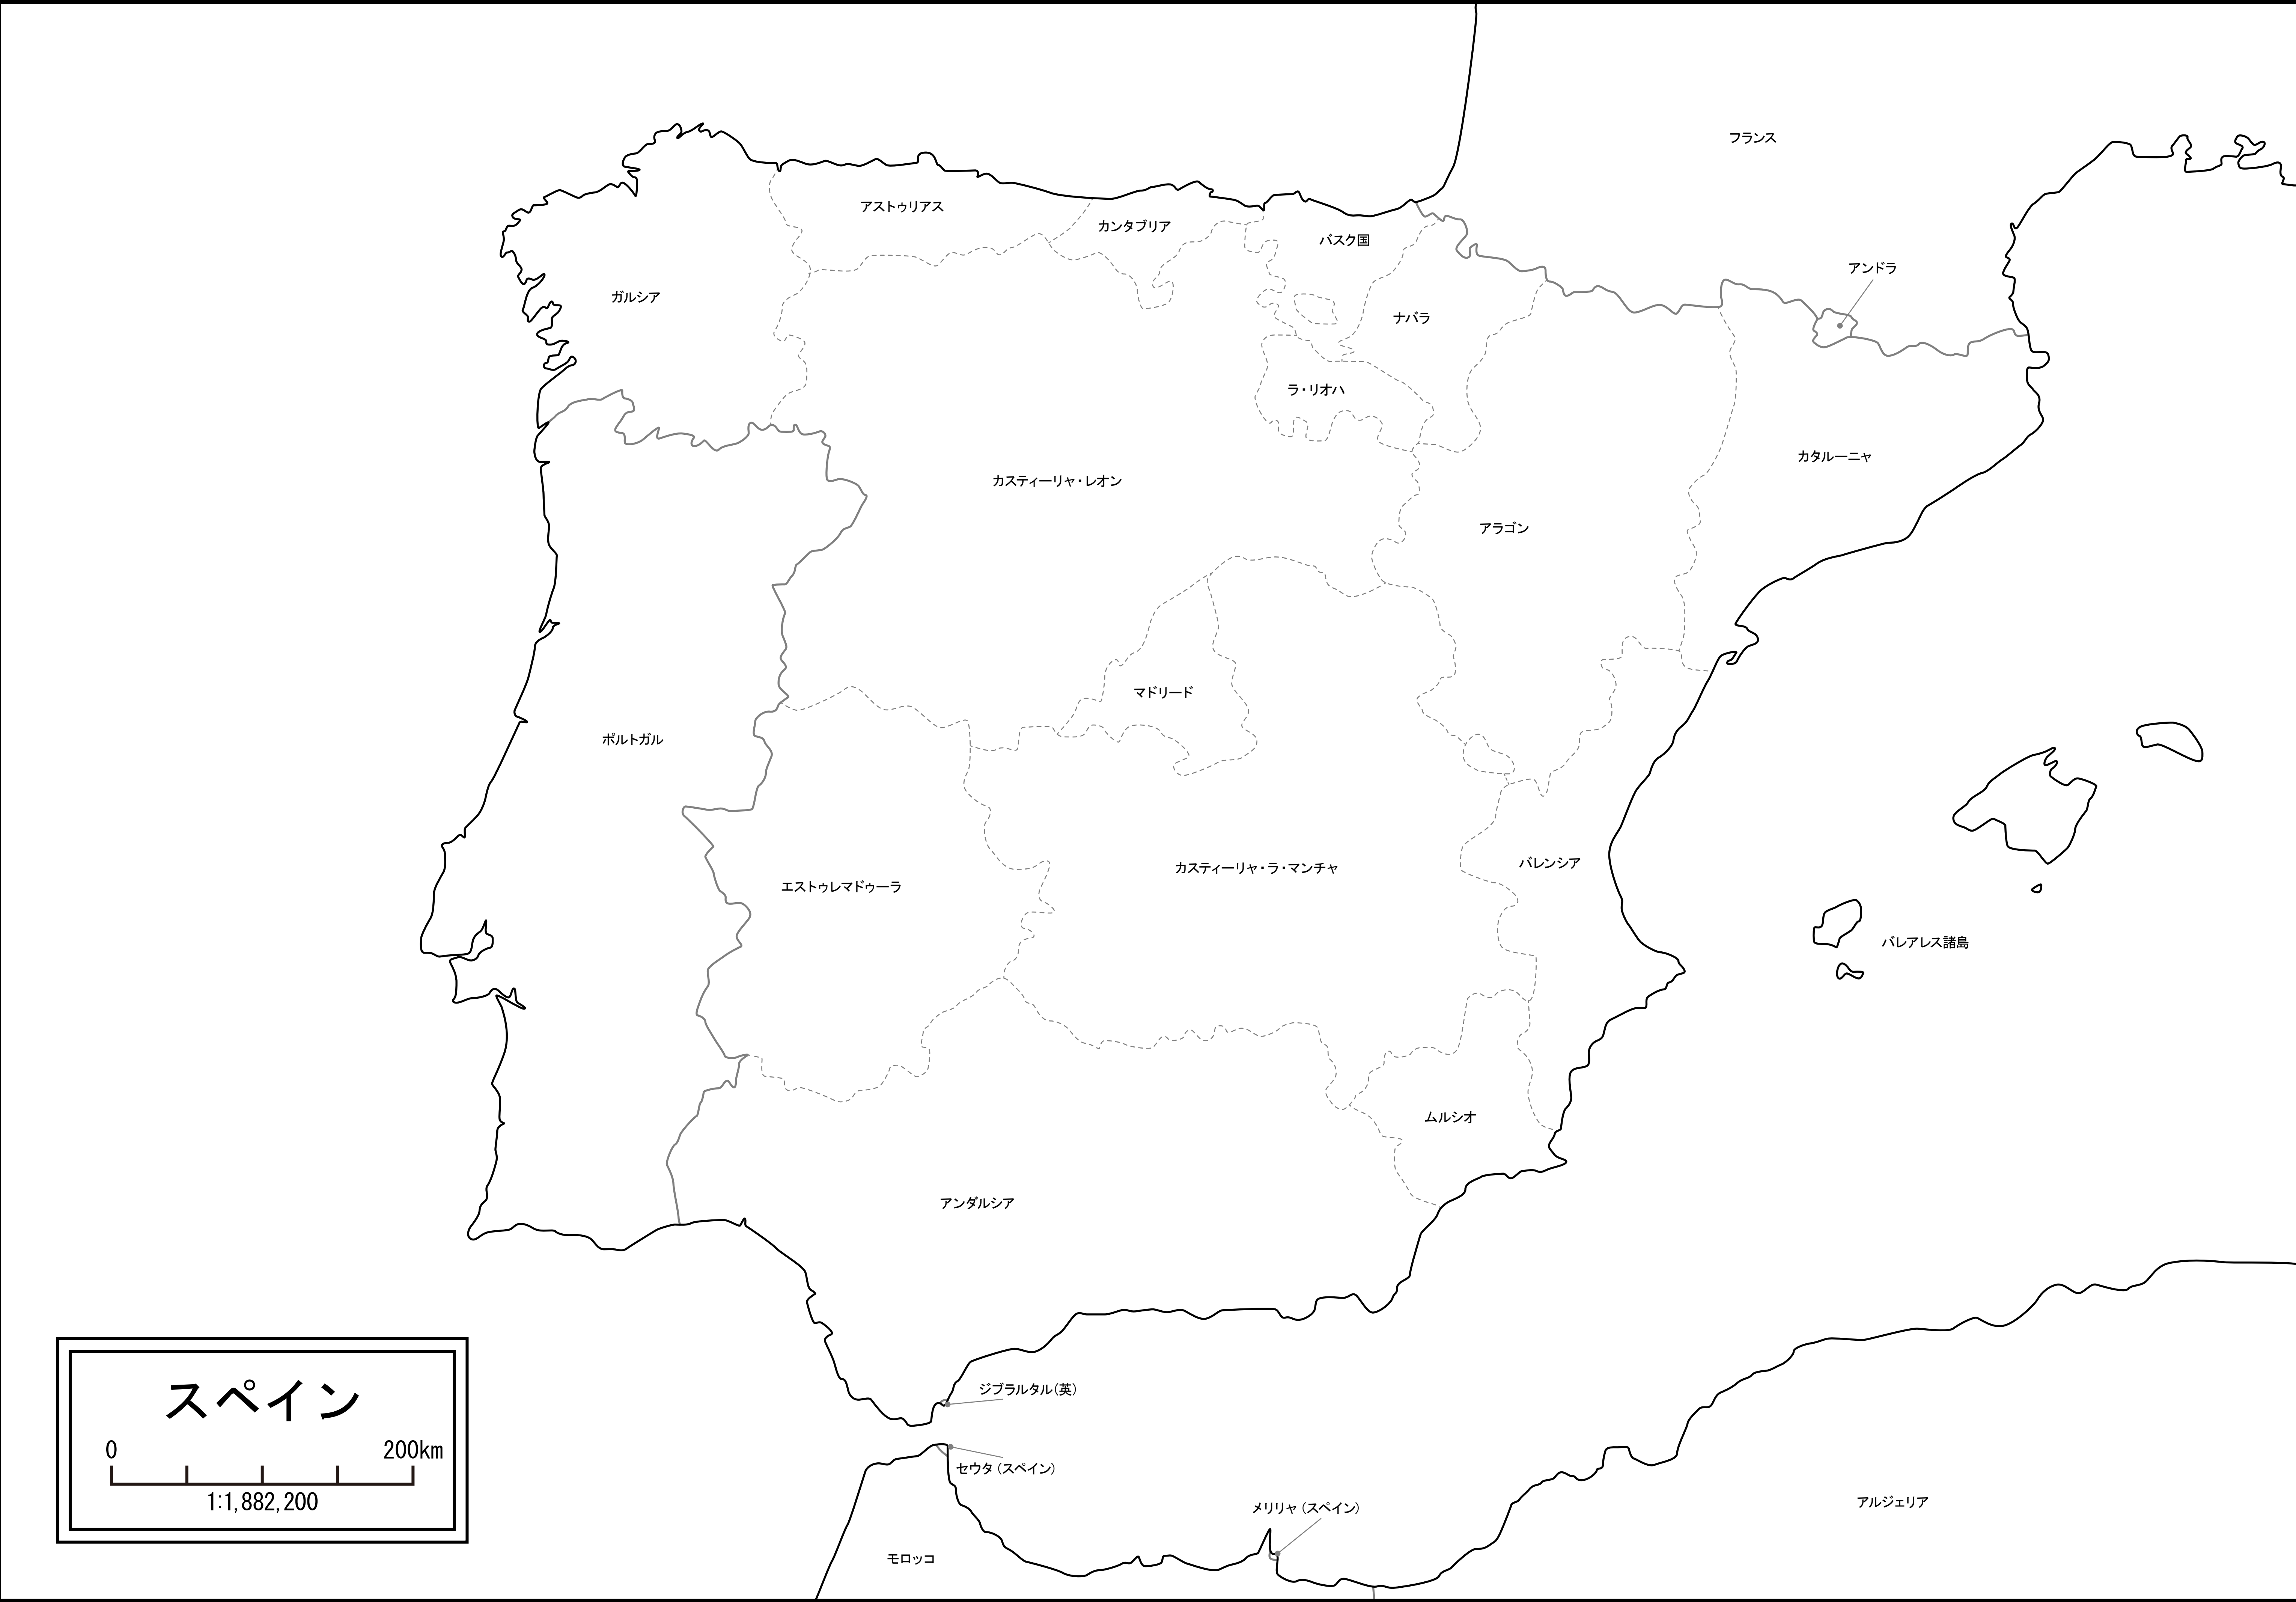 フランス
アストゥリアス
カンタブリア
バスク国
アンドラ
ガルシア
ナバラ
ラ・リオハ
カタルーニャ
カスティーリャ・レオン
アラゴン
マドリード
ポルトガル
バレンシア
カスティーリャ・ラ・マンチャ
エストゥレマドゥーラ
バレアレス諸島
ムルシオ
アンダルシア
ジブラルタル(英)
セウタ(スペイン)
メリリャ(スペイン)
アルジェリア
モロッコ
スペイン
0 200km
1:1,882,200